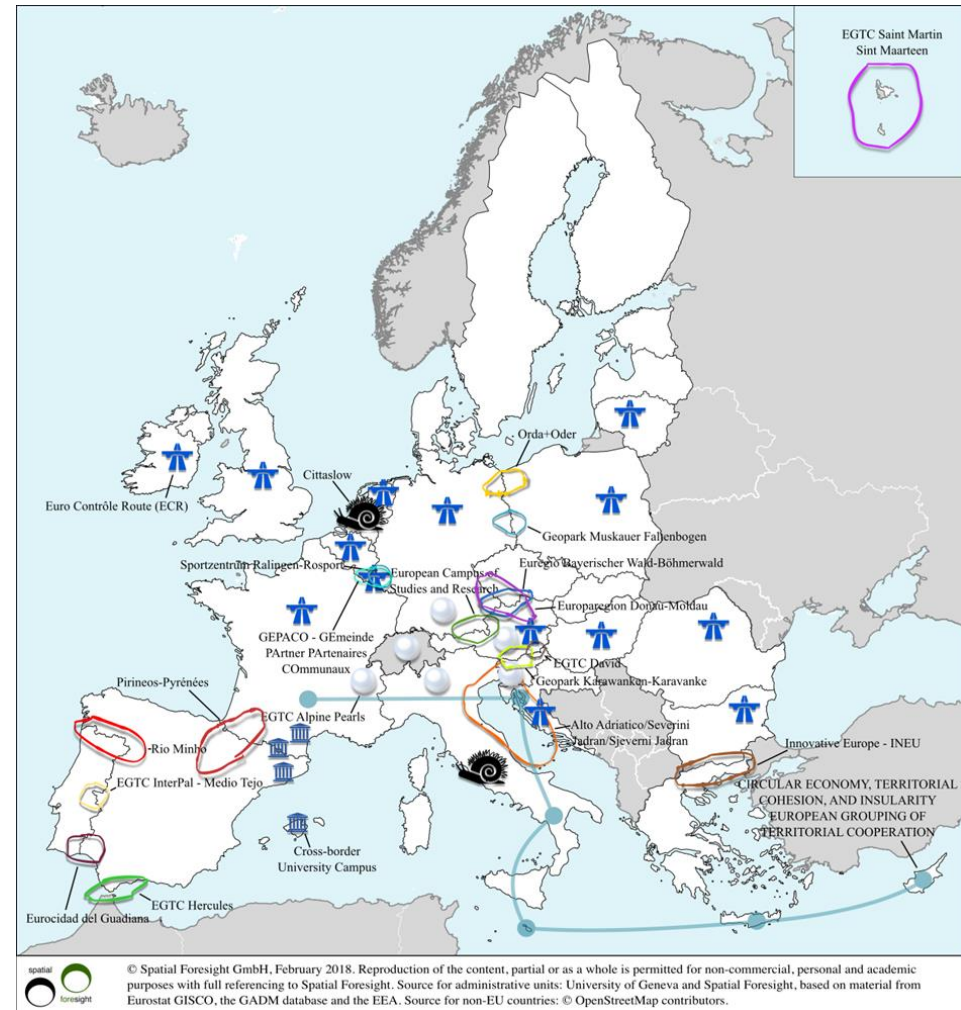 EGTC Saint Martin
Sint Maarteen
Orda+Oder
Cittaslow
Euro Contrôle Route (ECR)
Geopark Muskauer Faltenbogen
Sportzentrum Ralingen-Rosport
European Campus of
Studies and Research
Euregio Bayerischer Wald-Böhmerwald
Europaregion Donau-Moldau
GEPACO - GEmeinde
PArtner PArtenaires
COmmunaux
EGTC David
Geopark Karawanken-Karavanke
Pirineos-Pyrénées
EGTC Alpine Pearls
Alto Adriatico/Severini
Jadran/Sjeverni Jadran
Rio Minho
Innovative Europe - INEU
EGTC InterPal - Medio Tejo
CIRCULAR ECONOMY, TERRITORIAL
COHESION, AND INSULARITY
EUROPEAN GROUPING OF
TERRITORIAL COOPERATION
Cross-border
University Campus
EGTC Hercules
Eurocidad del Guadiana
spatial
foresight
© Spatial Foresight GmbH, February 2018. Reproduction of the content, partial or as a whole is permitted for non-commercial, personal and academic
purposes with full referencing to Spatial Foresight. Source for administrative units: University of Geneva and Spatial Foresight, based on material from
Eurostat GISCO, the GADM database and the EEA. Source for non-EU countries: © OpenStreetMap contributors.